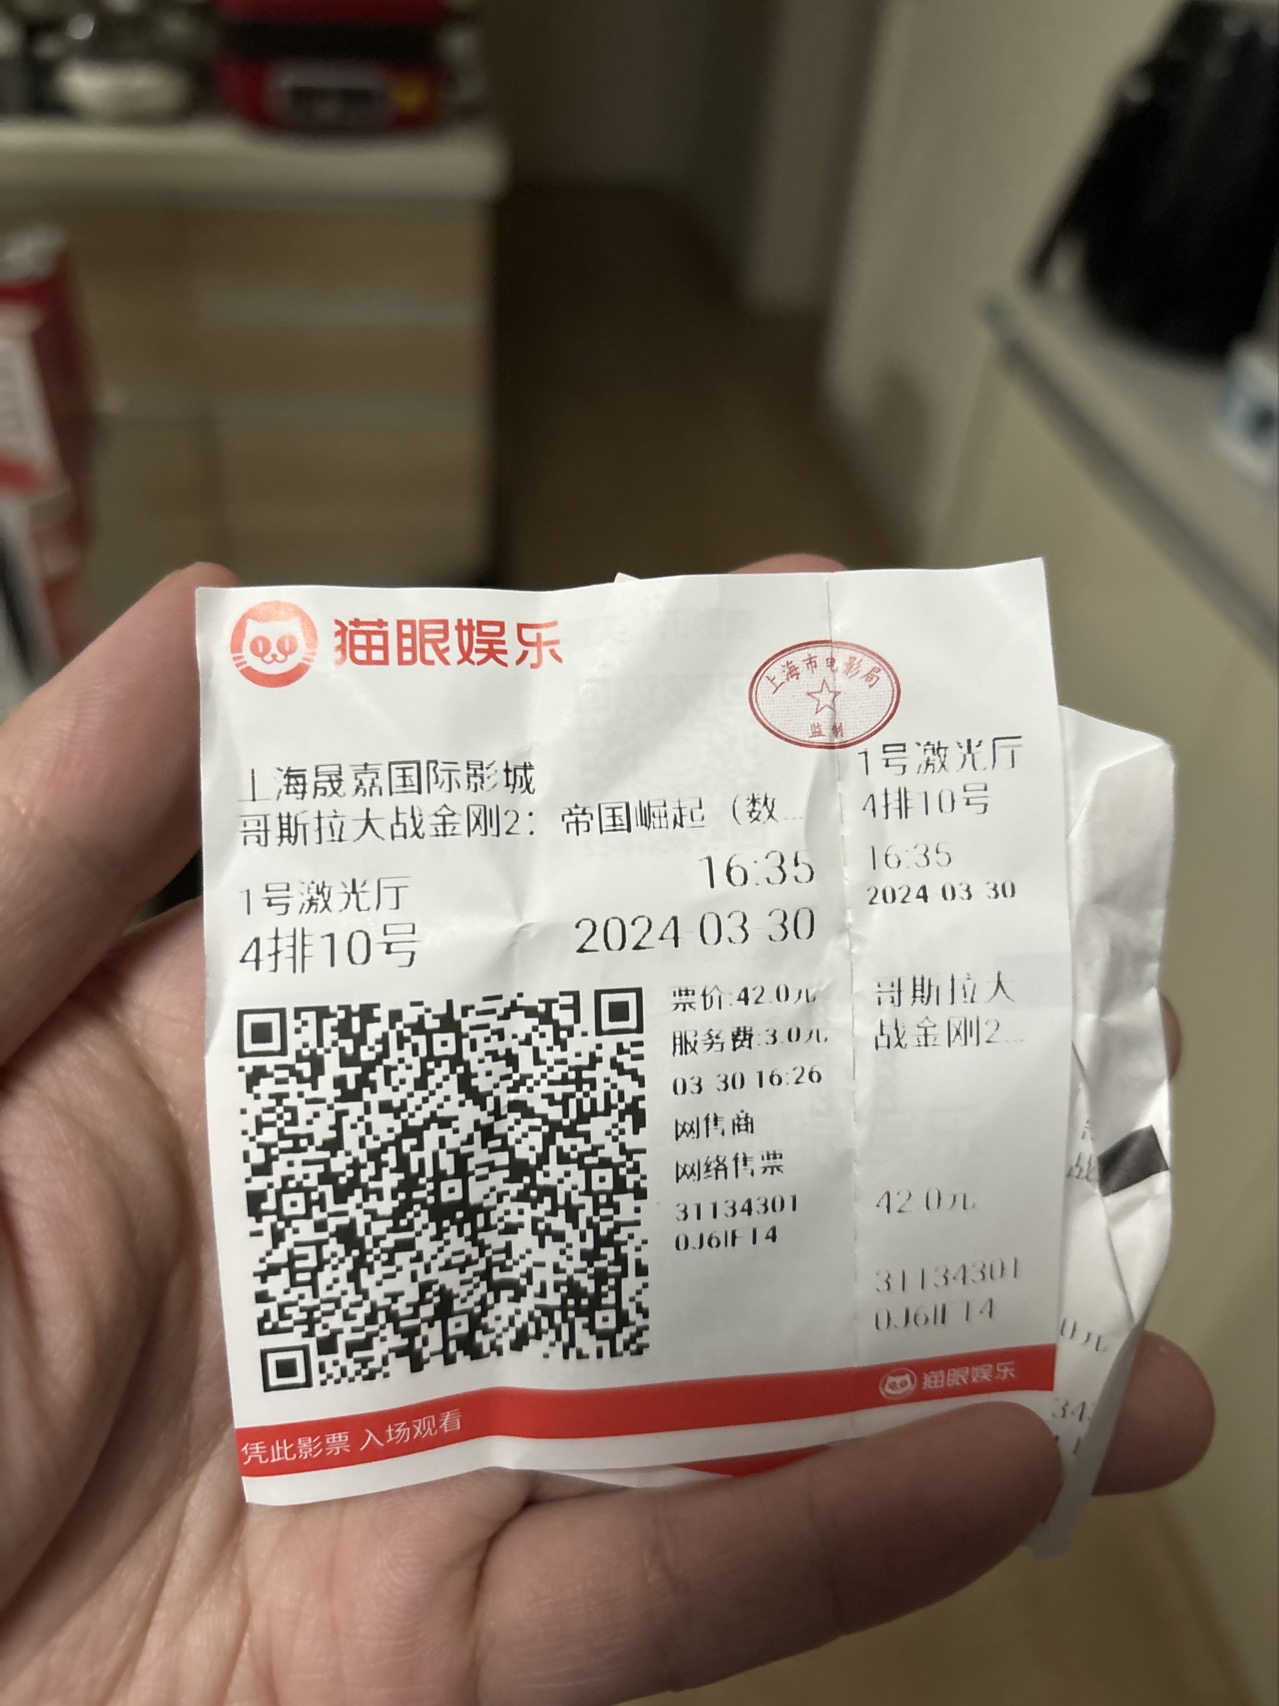 猫眼娱乐
上海市电影局
监制
上海晟嘉国际影城
哥斯拉大战金刚2：帝国崛起（数...
1号激光厅
16:35
4排10号
2024-03-30
票价:42.0元
服务费:3.0元
03-30 16:26
网售商
网络售票
31134301
0J6IFT4
1号激光厅
4排10号
16:35
2024-03-30
哥斯拉大
战金刚2...
42.0元
31134301
0J6IFT4
凭此影票 入场观看
猫眼娱乐